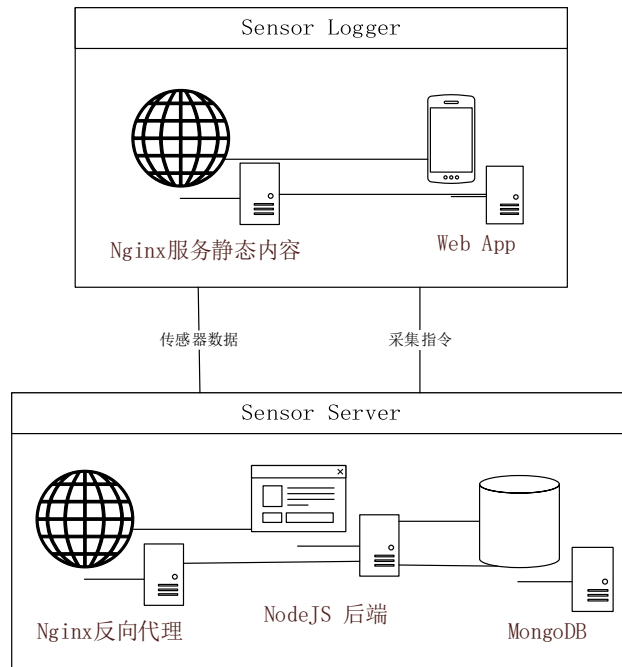 Sensor Logger
Nginx服务静态内容
Web App
传感器数据
采集指令
Sensor Server
Nginx反向代理
NodeJS 后端
MongoDB